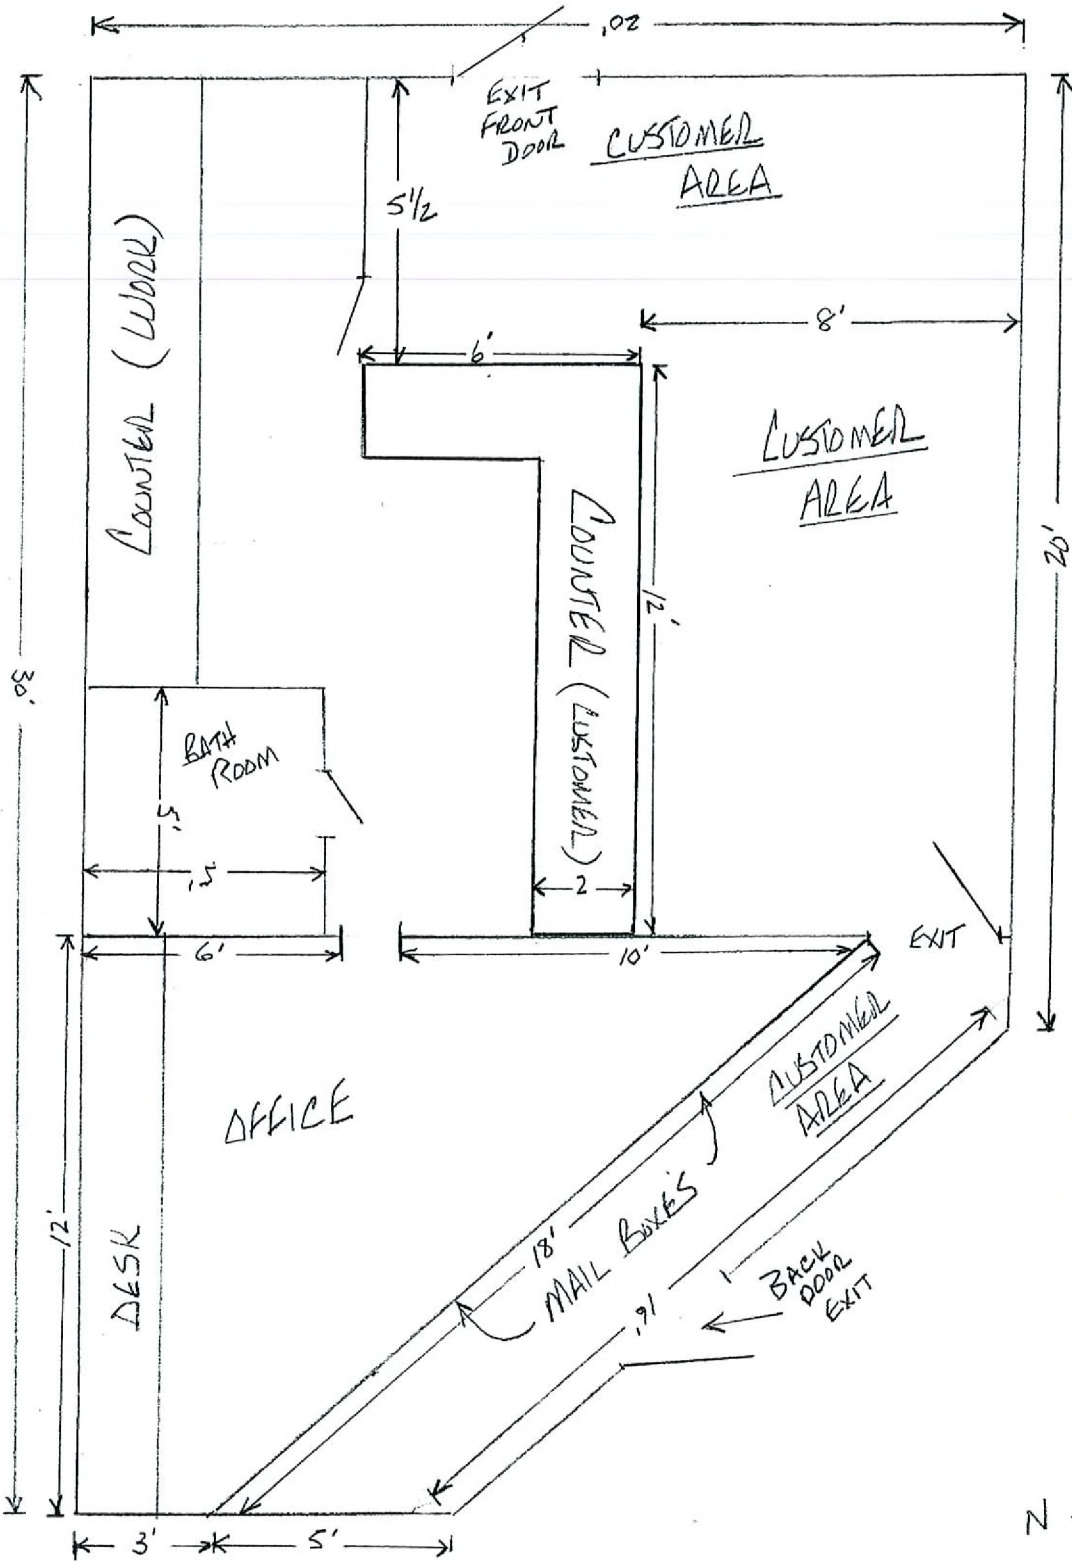 20'
EXIT
FRONT
DOOR
CUSTOMER
AREA
5 1/2
COUNTER (WORK)
8'
6'
CUSTOMER
AREA
20'
COUNTER (CUSTOMER)
12'
30'
BATH
ROOM
5'
5'
2
6'
10'
EXIT
CUSTOMER
AREA
OFFICE
12'
DESK
18'
MAIL BOXE'S
16'
BACK
DOOR
EXIT
3'
5'
N